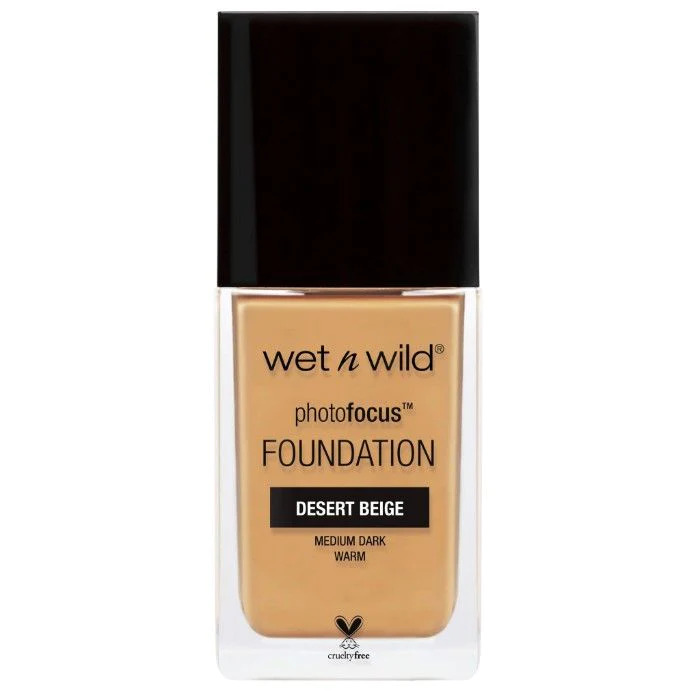 wet n wild®
photofocus™
FOUNDATION
DESERT BEIGE
MEDIUM DARK
WARM
crueltyfree